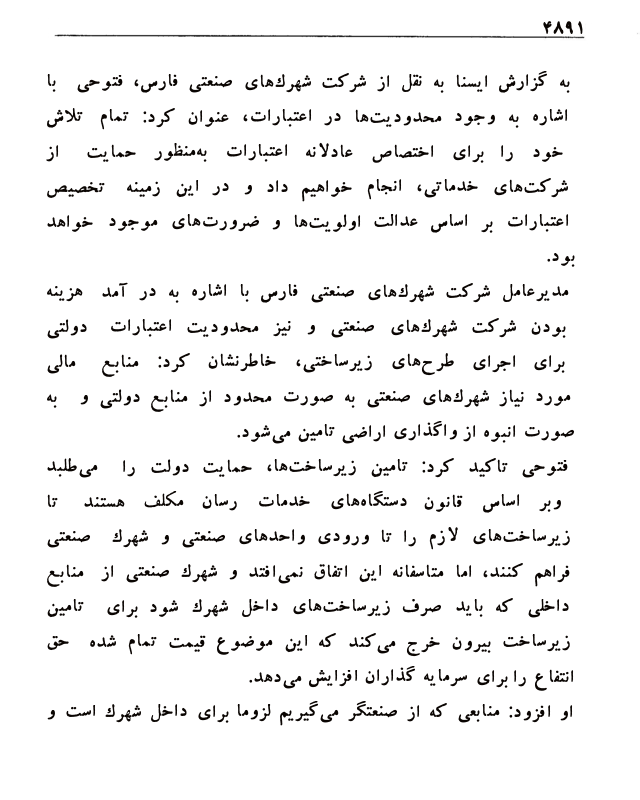 ۴۸۹۱
به گزارش ایسنا به نقل از شرکت شهرك‌های صنعتی فارس، فتوحی با
اشاره به وجود محدودیت‌ها در اعتبارات، عنوان کرد: تمام تلاش
خود را برای اختصاص عادلانه اعتبارات به‌منظور حمایت از
شرکت‌های خدماتی، انجام خواهیم داد و در این زمینه تخصیص
اعتبارات بر اساس عدالت اولویت‌ها و ضرورت‌های موجود خواهد
بود.
مدیرعامل شرکت شهرك‌های صنعتی فارس با اشاره به در آمد هزینه
بودن شرکت شهرك‌های صنعتی و نیز محدودیت اعتبارات دولتی
برای اجرای طرح‌های زیرساختی، خاطرنشان کرد: منابع مالی
مورد نیاز شهرك‌های صنعتی به صورت محدود از منابع دولتی و به
صورت انبوه از واگذاری اراضی تامین می‌شود.
فتوحی تاکید کرد: تامین زیرساخت‌ها، حمایت دولت را می‌طلبد
وبر اساس قانون دستگاه‌های خدمات رسان مکلف هستند تا
زیرساخت‌های لازم را تا ورودی واحدهای صنعتی و شهرك صنعتی
فراهم کنند، اما متاسفانه این اتفاق نمی‌افتد و شهرك صنعتی از منابع
داخلی که باید صرف زیرساخت‌های داخل شهرك شود برای تامین
زیرساخت بیرون خرج می‌کند که این موضوع قیمت تمام شده حق
انتفاع را برای سرمایه گذاران افزایش می‌دهد.
او افزود: منابعی که از صنعتگر می‌گیریم لزوما برای داخل شهرك است و